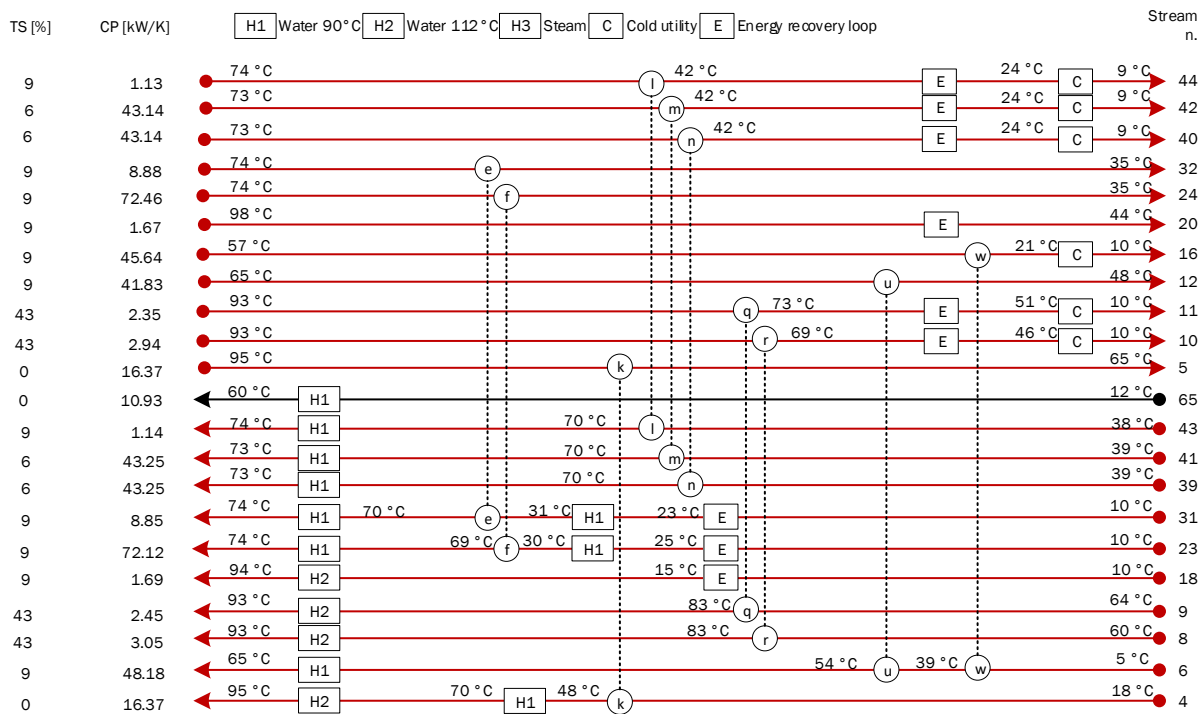 TS [%] CP [kW/K] H1 Water 90°C H2 Water 112°C H3 Steam C Cold utility E Energy recovery loop Stream n.
9 1.13 74 °C l 42 °C E 24 °C C 9 °C 44
6 43.14 73 °C m 42 °C E 24 °C C 9 °C 42
6 43.14 73 °C n 42 °C E 24 °C C 9 °C 40
9 8.88 74 °C e 35 °C 32
9 72.46 74 °C f 35 °C 24
9 1.67 98 °C E 44 °C 20
9 45.64 57 °C w 21 °C C 10 °C 16
9 41.83 65 °C u 48 °C 12
43 2.35 93 °C q 73 °C E 51 °C C 10 °C 11
43 2.94 93 °C r 69 °C E 46 °C C 10 °C 10
0 16.37 95 °C k 65 °C 5
0 10.93 60 °C H1 12 °C 65
9 1.14 74 °C H1 70 °C l 38 °C 43
6 43.25 73 °C H1 70 °C m 39 °C 41
6 43.25 73 °C H1 70 °C n 39 °C 39
9 8.85 74 °C H1 70 °C e 31 °C H1 23 °C E 10 °C 31
9 72.12 74 °C H1 69 °C f 30 °C H1 25 °C E 10 °C 23
9 1.69 94 °C H2 15 °C E 10 °C 18
43 2.45 93 °C H2 83 °C q 64 °C 9
43 3.05 93 °C H2 83 °C r 60 °C 8
9 48.18 65 °C H1 54 °C u 39 °C w 5 °C 6
0 16.37 95 °C H2 70 °C H1 48 °C k 18 °C 4